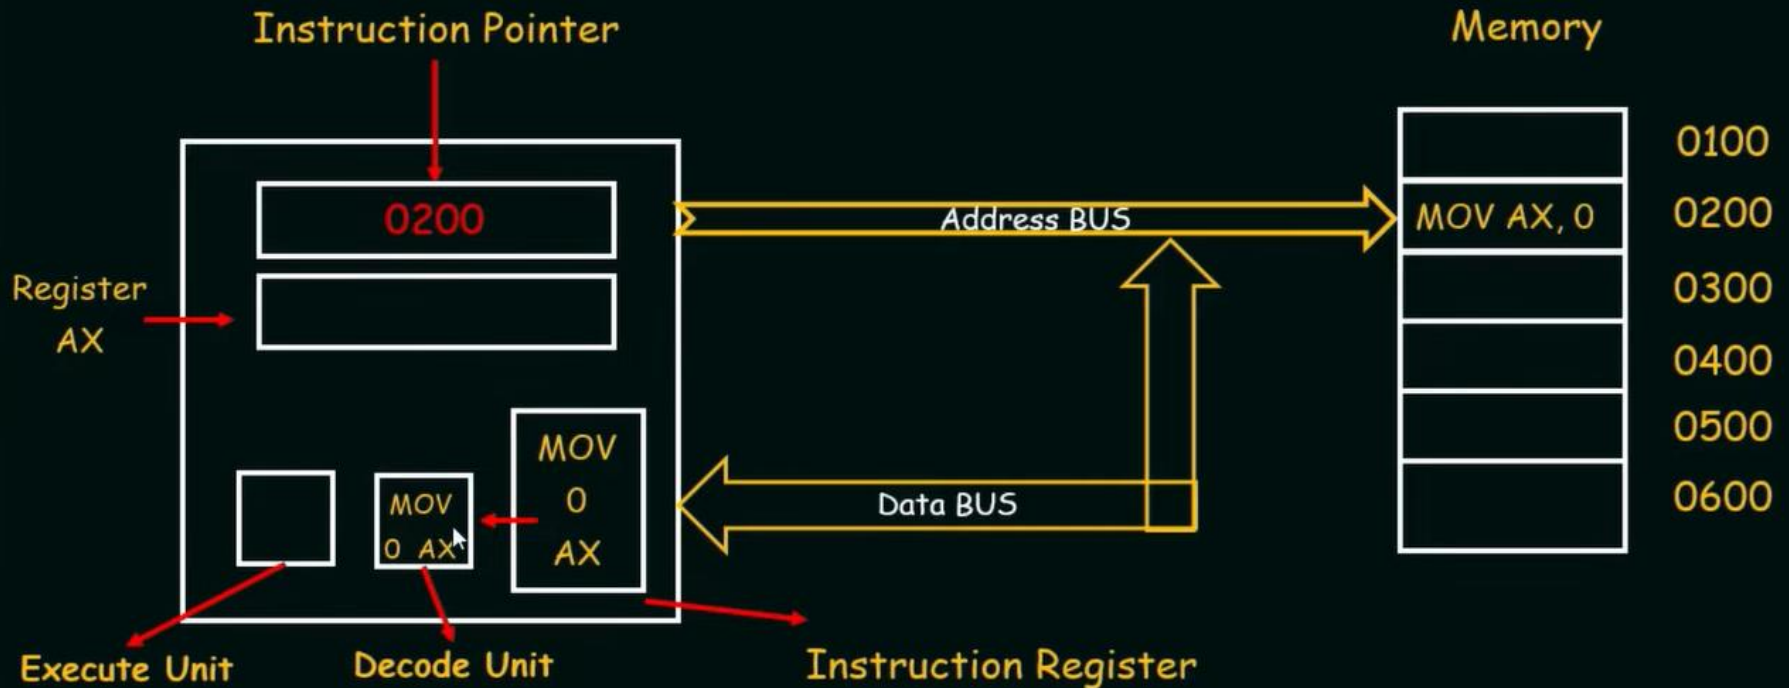 Instruction Pointer
Memory
0100
0200
Address BUS
MOV AX, 0
0200
Register
AX
0300
0400
MOV
0
AX
MOV
0 AX
Data BUS
0500
0600
Execute Unit
Decode Unit
Instruction Register